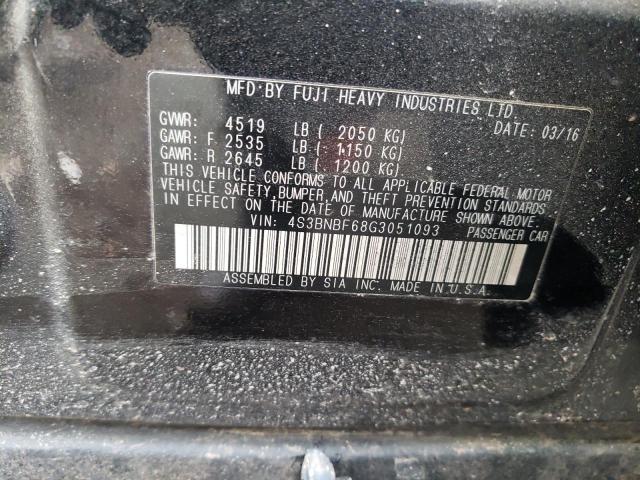 MFD·BY FUJI HEAVY INDUSTRIES LTD.
DATE: 03/16
GVWR: 4519 LB ( 2050 KG)
GAWR: F 2535 LB ( 1150 KG)
GAWR: R 2645 LB ( 1200 KG)
THIS VEHICLE CONFORMS TO ALL APPLICABLE FEDERAL MOTOR
VEHICLE SAFETY, BUMPER, AND THEFT PREVENTION STANDARDS
IN EFFECT ON THE DATE OF MANUFACTURE SHOWN ABOVE
VIN: 4S3BNBF68G3051093 PASSENGER CAR
ASSEMBLED BY SIA INC. MADE IN U.S.A.